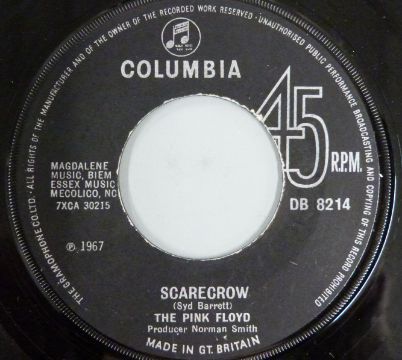 THE GRAMOPHONE CO. LTD. · ALL RIGHTS OF THE MANUFACTURER AND OF THE OWNER OF THE RECORDED WORK RESERVED · UNAUTHORISED PUBLIC PERFORMANCE BROADCASTING AND COPYING OF THIS RECORD PROHIBITED
COLUMBIA
45
R.P.M.
MAGDALENE
MUSIC, BIEM
ESSEX MUSIC
MECOLICO, NC
7XCA 30215
DB 8214
℗ 1967
SCARECROW
(Syd Barrett)
THE PINK FLOYD
Producer Norman Smith
MADE IN GT. BRITAIN